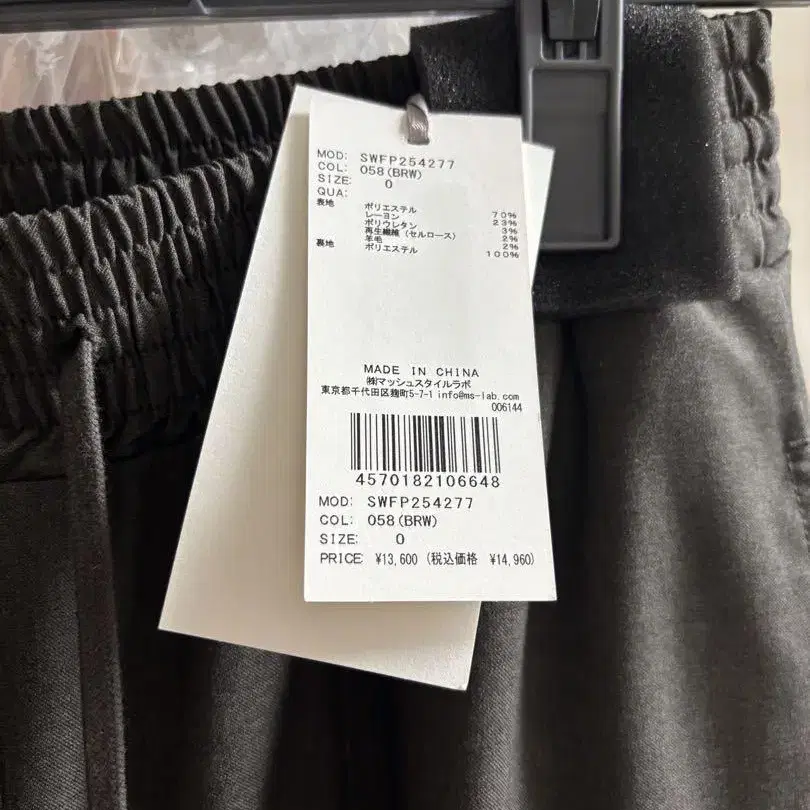 MOD: SWFP254277
COL: 058(BRW)
SIZE: 0
QUA:
表地 ポリエステル 70%
レーヨン 23%
ポリウレタン 3%
再生繊維(セルロース) 2%
羊毛 2%
裏地 ポリエステル 100%
MADE IN CHINA
㈱マッシュスタイルラボ
東京都千代田区麹町5-7-1 info@ms-lab.com
006144
4570182106648
MOD: SWFP254277
COL: 058(BRW)
SIZE: 0
PRICE: ¥13,600 (税込価格 ¥14,960)